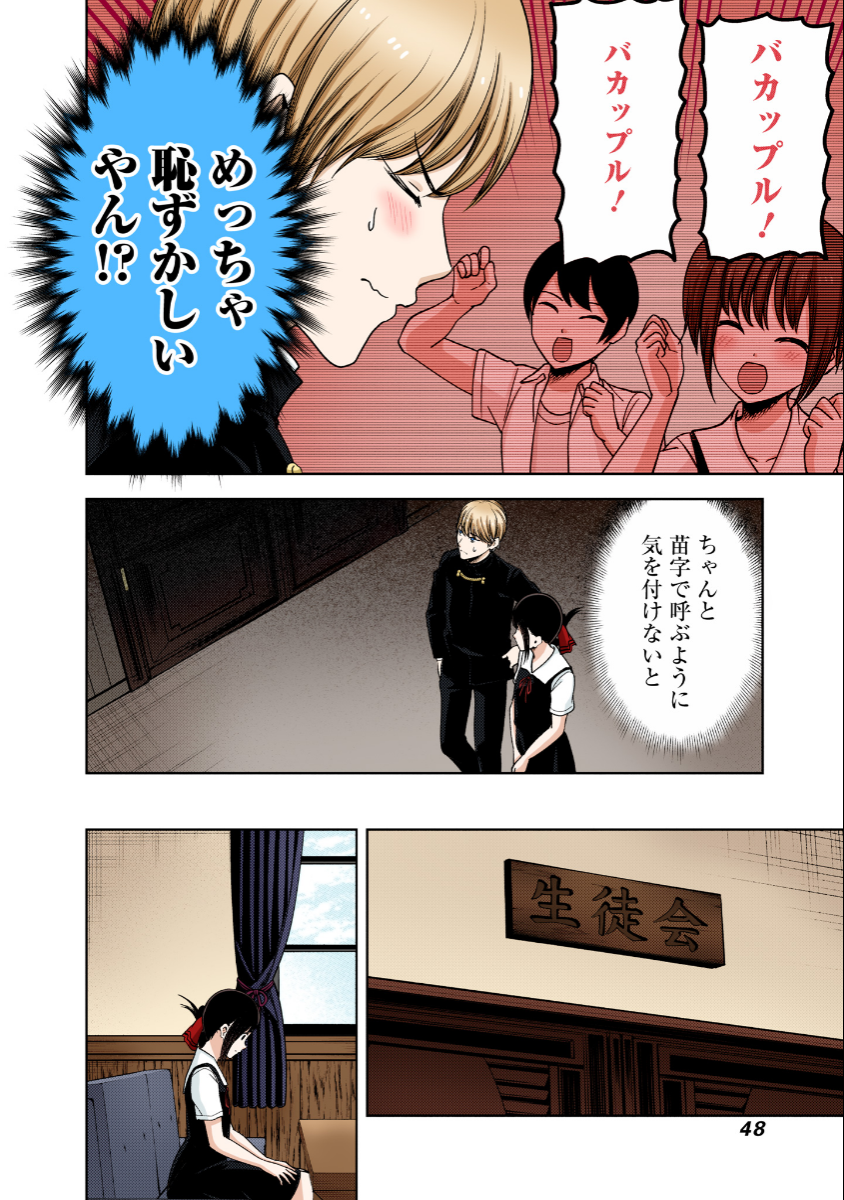 バカップル!
バカップル!
めっちゃ
恥ずかしい
やん!?
ちゃんと
苗字で呼ぶように
気を付けないと
生徒会
48